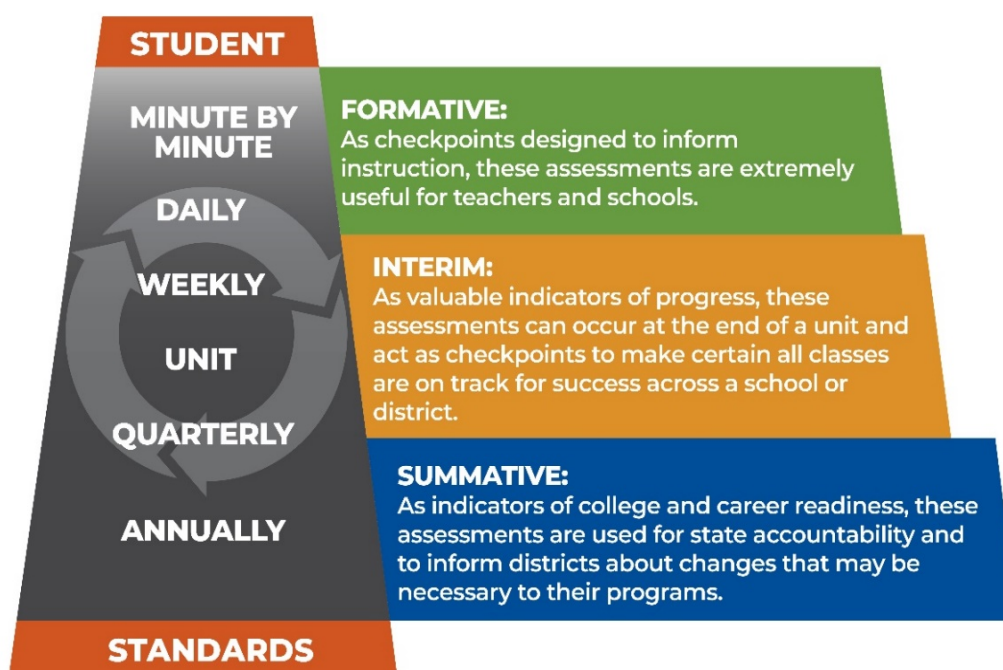 STUDENT
MINUTE BY
MINUTE
DAILY
WEEKLY
UNIT
QUARTERLY
ANNUALLY
STANDARDS
FORMATIVE:
As checkpoints designed to inform
instruction, these assessments are extremely
useful for teachers and schools.
INTERIM:
As valuable indicators of progress, these
assessments can occur at the end of a unit and
act as checkpoints to make certain all classes
are on track for success across a school or
district.
SUMMATIVE:
As indicators of college and career readiness, these
assessments are used for state accountability and
to inform districts about changes that may be
necessary to their programs.